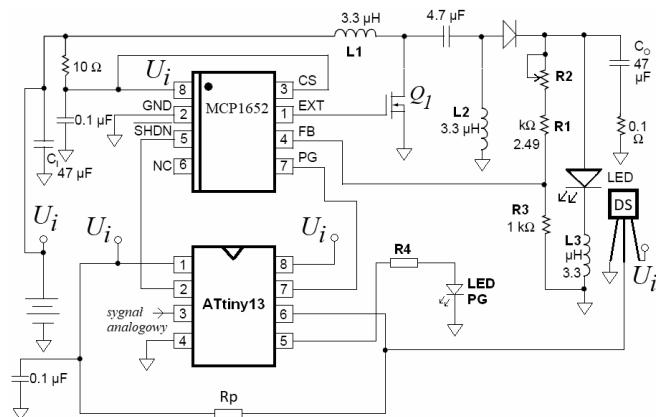 3.3 µH
L1
4.7 µF
10 Ω
U_i
CS
Q_1
R2
C_O
47
µF
8
3
MCP1652
GND
2
1
EXT
L2
kΩ
R1
0.1 µF
SHDN
5
4
FB
3.3 µH
2.49
0.1
Ω
C_I
47 µF
NC
6
7
PG
LED
DS
U_i
U_i
U_i
R3
1 kΩ
L3
µH
3.3
U_i
1
8
R4
2
ATtiny13
7
LED
PG
sygnal
analogowy
3
6
4
5
0.1 µF
Rp